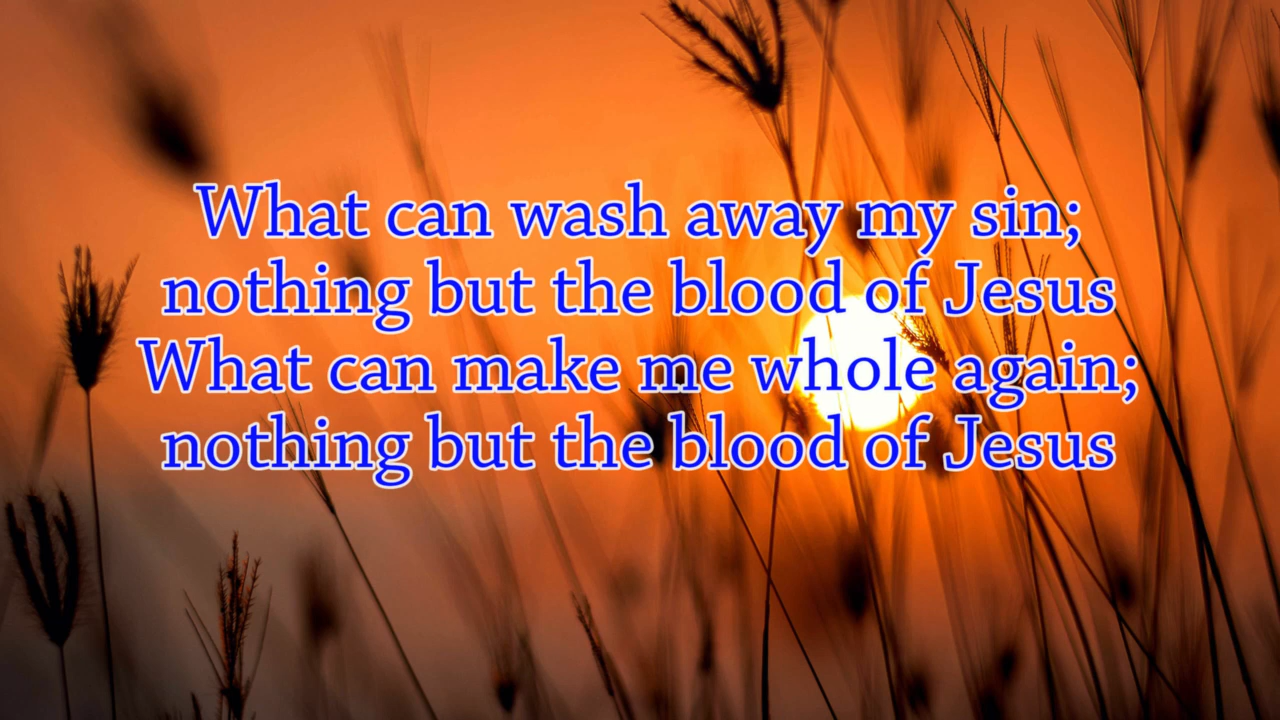 What can wash away my sin;
nothing but the blood of Jesus
What can make me whole again;
nothing but the blood of Jesus